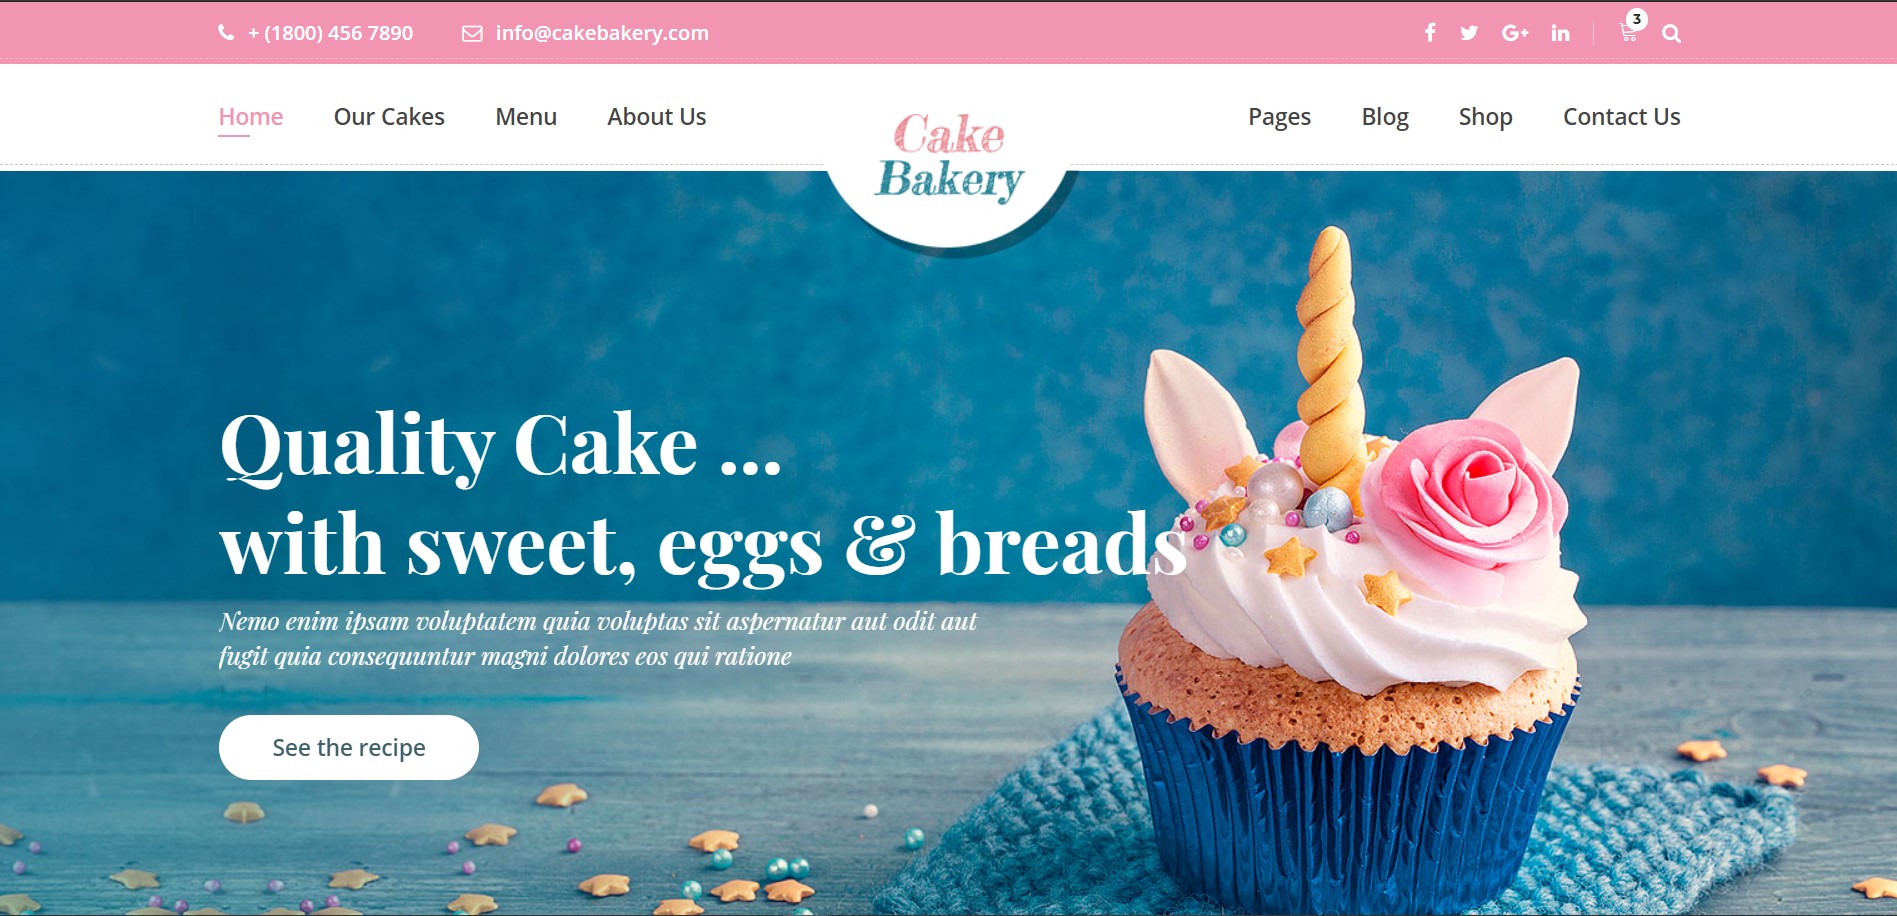 + (1800) 456 7890 info@cakebakery.com 3
Home Our Cakes Menu About Us Pages Blog Shop Contact Us
Cake
Bakery
Quality Cake ...
with sweet, eggs & breads
Nemo enim ipsam voluptatem quia voluptas sit aspernatur aut odit aut
fugit quia consequuntur magni dolores eos qui ratione
See the recipe